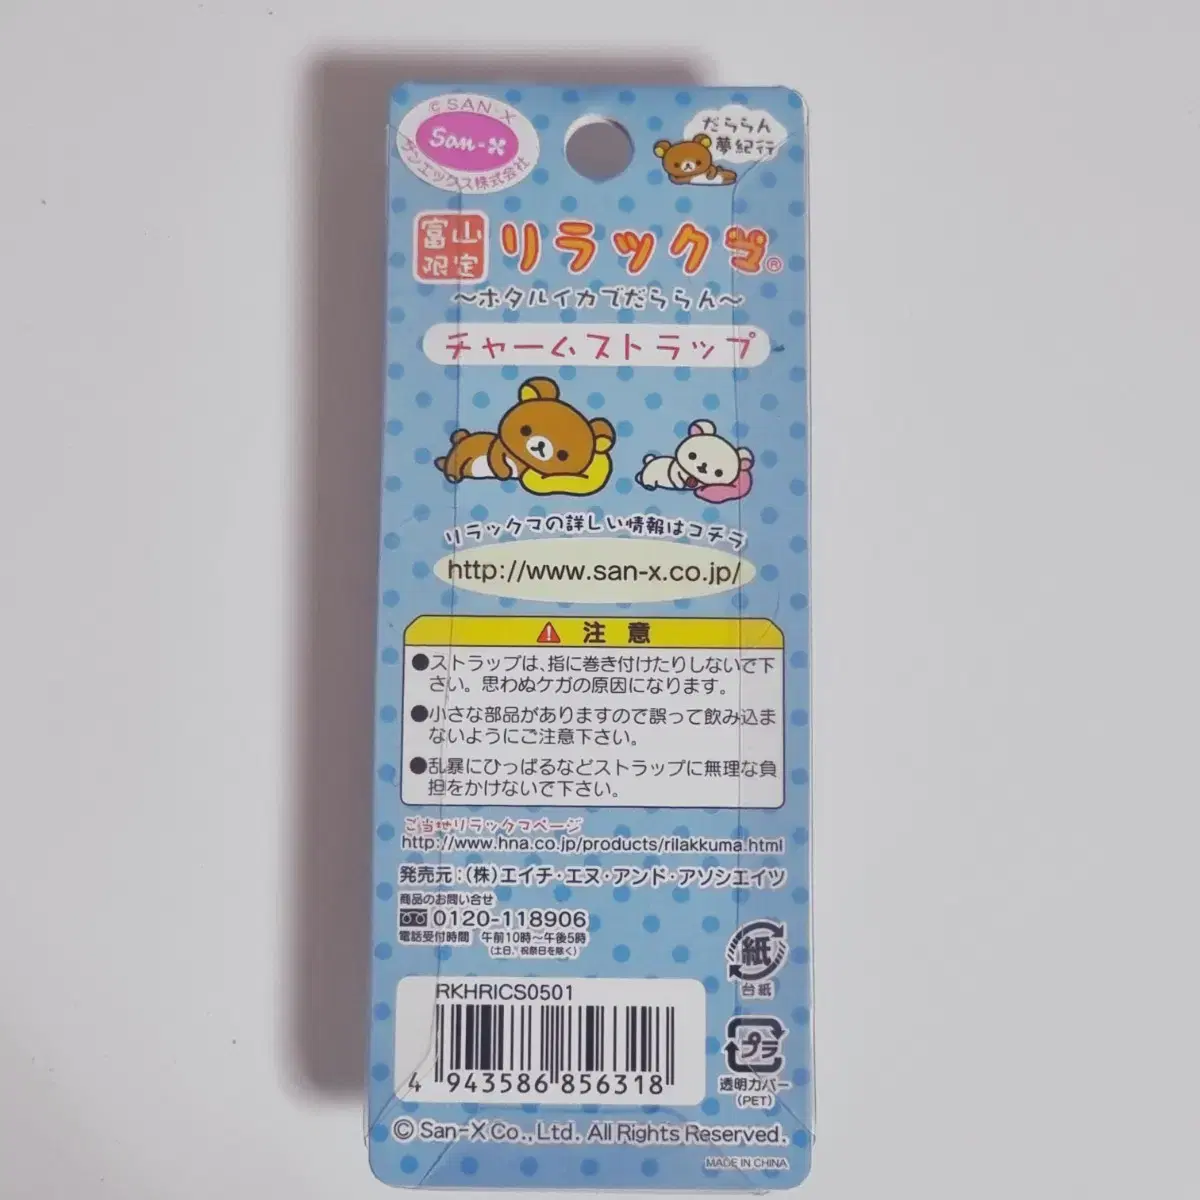 © SAN-X
San-X
サンエックス株式会社
だららん
夢紀行
富山
限定
リラックマ®
～ホタルイカでだららん～
チャームストラップ
リラックマの詳しい情報はコチラ
http://www.san-x.co.jp/
注意
●ストラップは、指に巻き付けたりしないで下
さい。思わぬケガの原因になります。
●小さな部品がありますので誤って飲み込ま
ないようにご注意下さい。
●乱暴にひっぱるなどストラップに無理な負
担をかけないで下さい。
ご当地リラックマページ
http://www.hna.co.jp/products/rilakkuma.html
発売元：(株)エイチ・エヌ・アンド・アソシエイツ
商品のお問い合せ
0120-118906
電話受付時間 午前10時～午後5時
(土日、祝祭日を除く)
紙
台紙
RKHRICS0501
4 943586 856318
プラ
透明カバー
(PET)
© San-X Co., Ltd. All Rights Reserved.
MADE IN CHINA